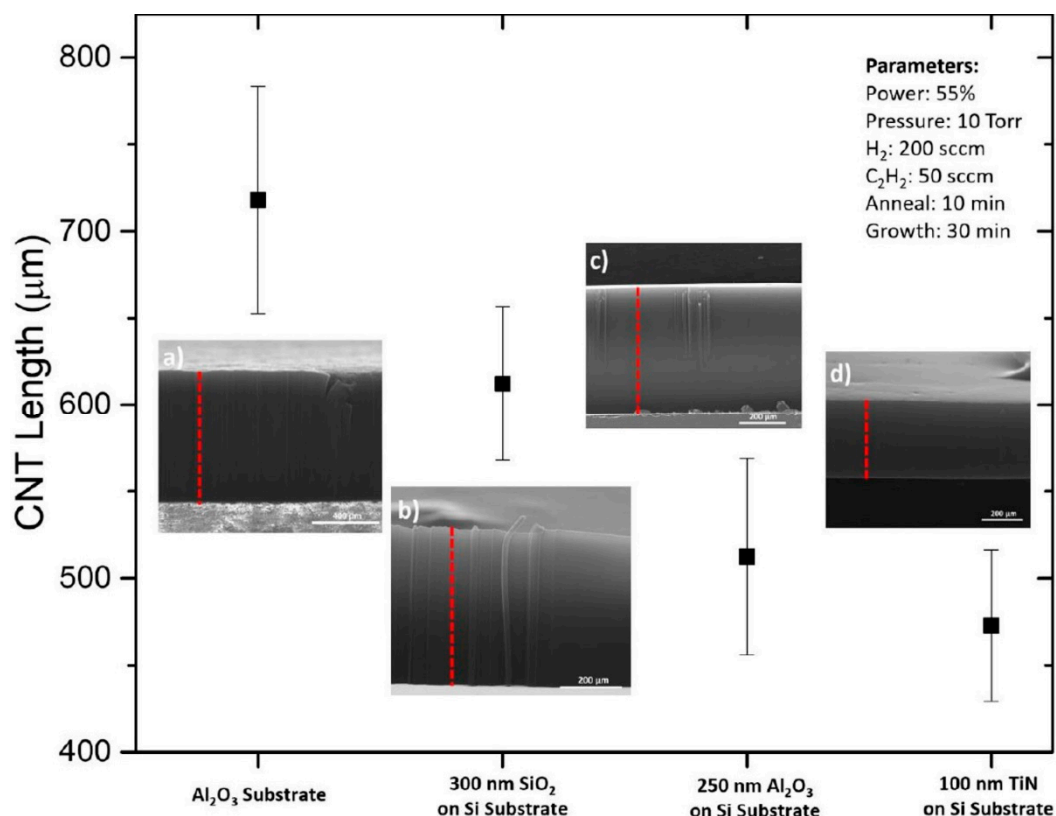 800
700
600
500
400
CNT Length (μm)
Parameters:
Power: 55%
Pressure: 10 Torr
H₂: 200 sccm
C₂H₂: 50 sccm
Anneal: 10 min
Growth: 30 min
a)
400 μm
b)
200 μm
c)
200 μm
d)
200 μm
Al₂O₃ Substrate
300 nm SiO₂
on Si Substrate
250 nm Al₂O₃
on Si Substrate
100 nm TiN
on Si Substrate